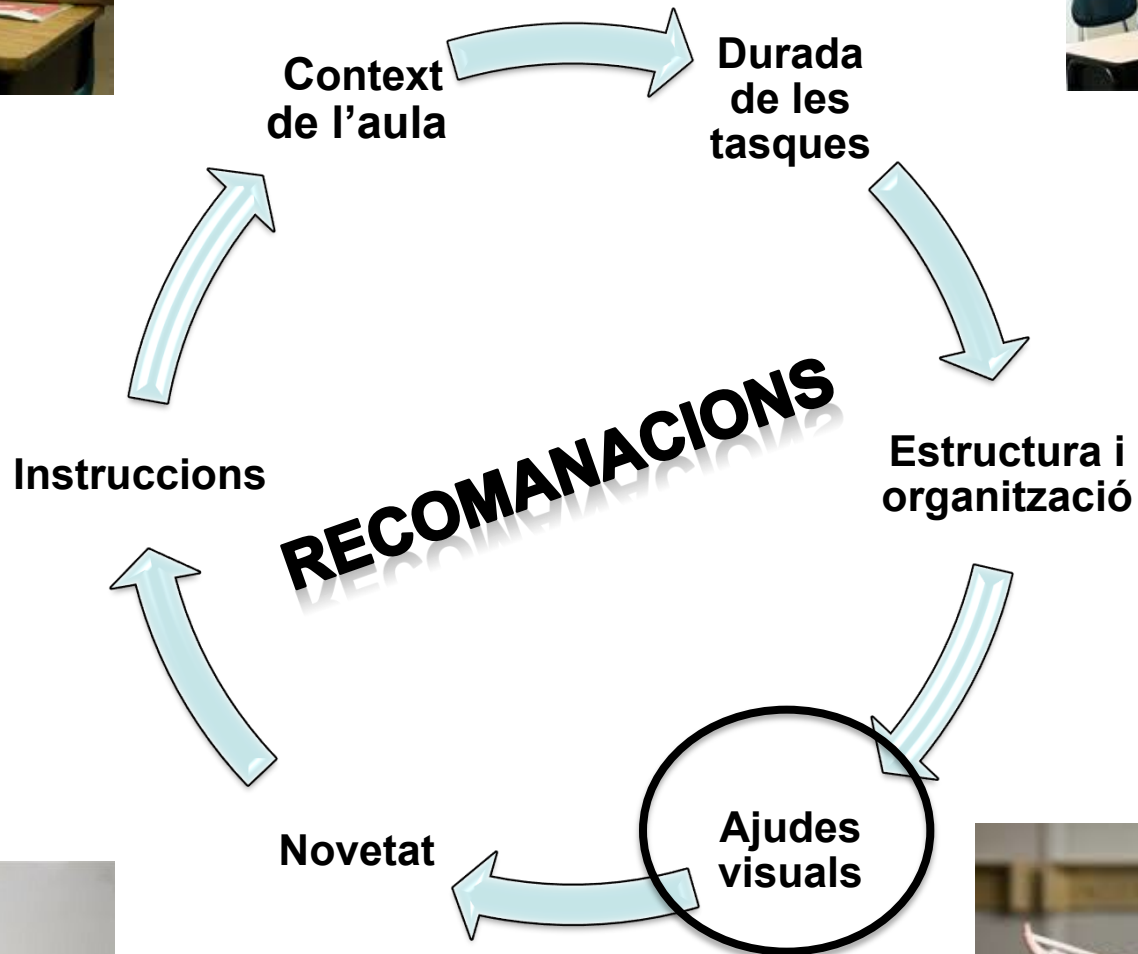 Context
de l’aula
Durada
de les
tasques
Estructura i
organització
Ajudes
visuals
Novetat
Instruccions
RECOMANACIONS